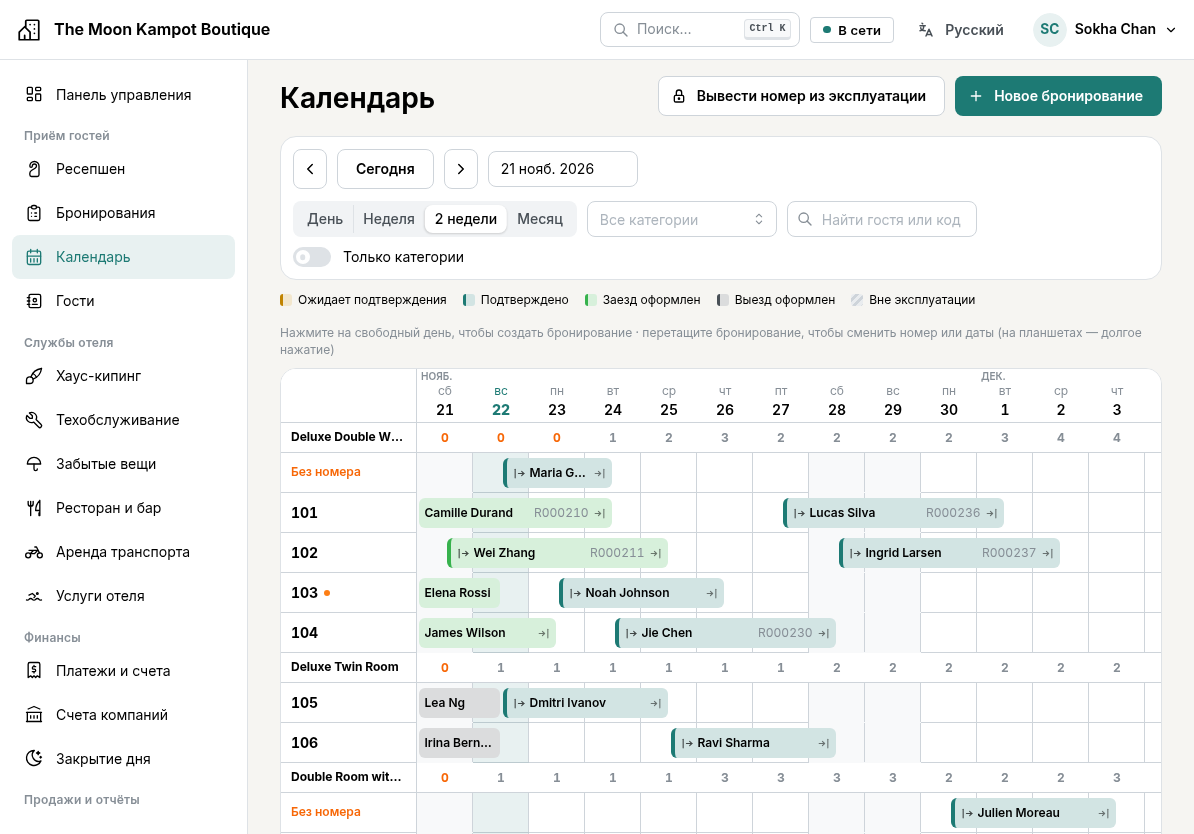 The Moon Kampot Boutique
Поиск...
Ctrl K
В сети
Русский
SC
Sokha Chan
Панель управления
Приём гостей
Ресепшен
Бронирования
Календарь
Гости
Службы отеля
Хаус-кипинг
Техобслуживание
Забытые вещи
Ресторан и бар
Аренда транспорта
Услуги отеля
Финансы
Платежи и счета
Счета компаний
Закрытие дня
Продажи и отчёты
Календарь
Вывести номер из эксплуатации
Новое бронирование
Сегодня
21 нояб. 2026
День Неделя 2 недели Месяц
Все категории
Найти гостя или код
Только категории
Ожидает подтверждения Подтверждено Заезд оформлен Выезд оформлен Вне эксплуатации
Нажмите на свободный день, чтобы создать бронирование · перетащите бронирование, чтобы сменить номер или даты (на планшетах — долгое
нажатие)
НОЯБ. ДЕК.
сб вс пн вт ср чт пт сб вс пн вт ср чт
21 22 23 24 25 26 27 28 29 30 1 2 3
Deluxe Double W... 0 0 0 1 2 3 2 2 2 2 3 4 4
Без номера Maria G...
101 Camille Durand R000210 Lucas Silva R000236
102 Wei Zhang R000211 Ingrid Larsen R000237
103 Elena Rossi Noah Johnson
104 James Wilson Jie Chen R000230
Deluxe Twin Room 0 1 1 1 1 1 1 2 2 2 2 2 2
105 Lea Ng Dmitri Ivanov
106 Irina Bern... Ravi Sharma
Double Room wit... 0 1 1 1 1 3 3 3 3 2 2 2 3
Без номера Julien Moreau